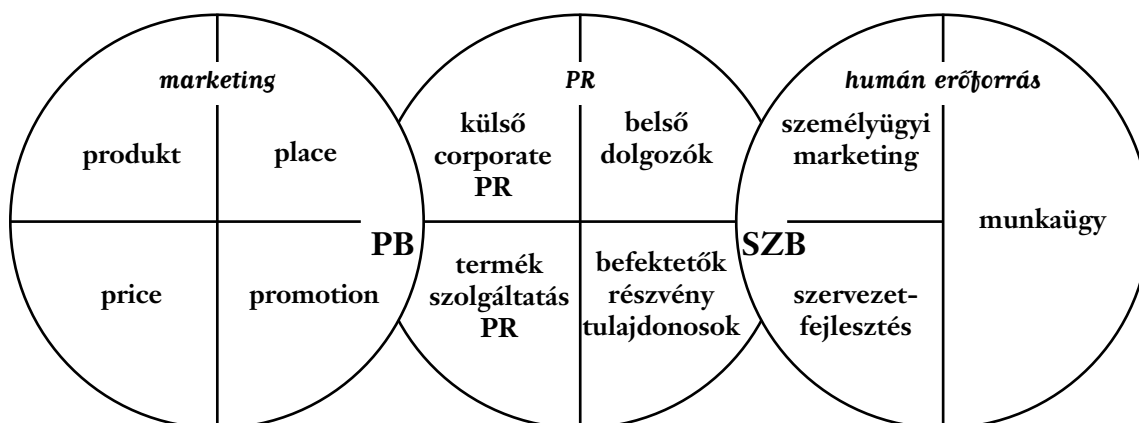 marketing
produkt
place
PB
price
promotion
PR
külső
corporate
PR
belső
dolgozók
termék
szolgáltatás
PR
befektetők
részvény
tulajdonosok
SZB
humán erőforrás
személyügyi
marketing
munkaügy
szervezet-
fejlesztés